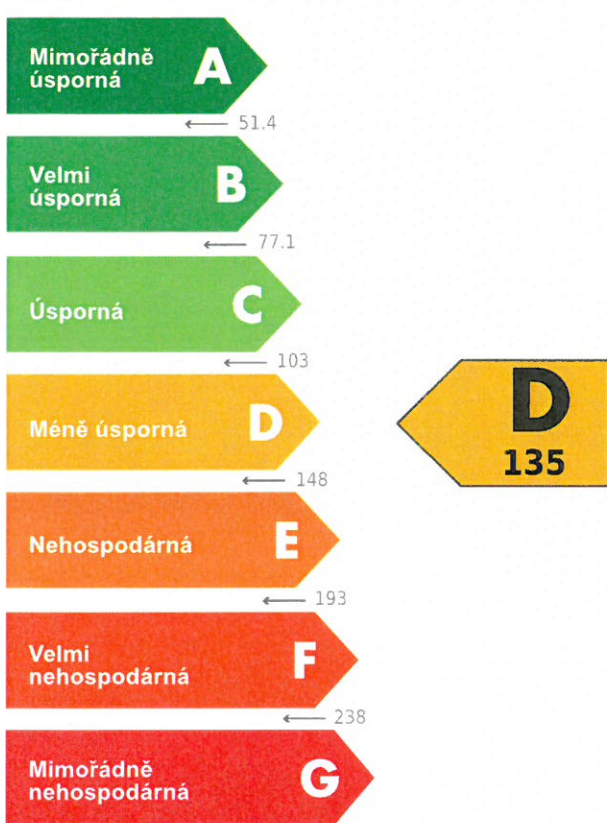 Mimořádně
úsporná
A
← 51.4
Velmi
úsporná
B
← 77.1
Úsporná
C
← 103
Méně úsporná
D
← 148
D
135
Nehospodárná
E
← 193
Velmi
nehospodárná
F
← 238
Mimořádně
nehospodárná
G